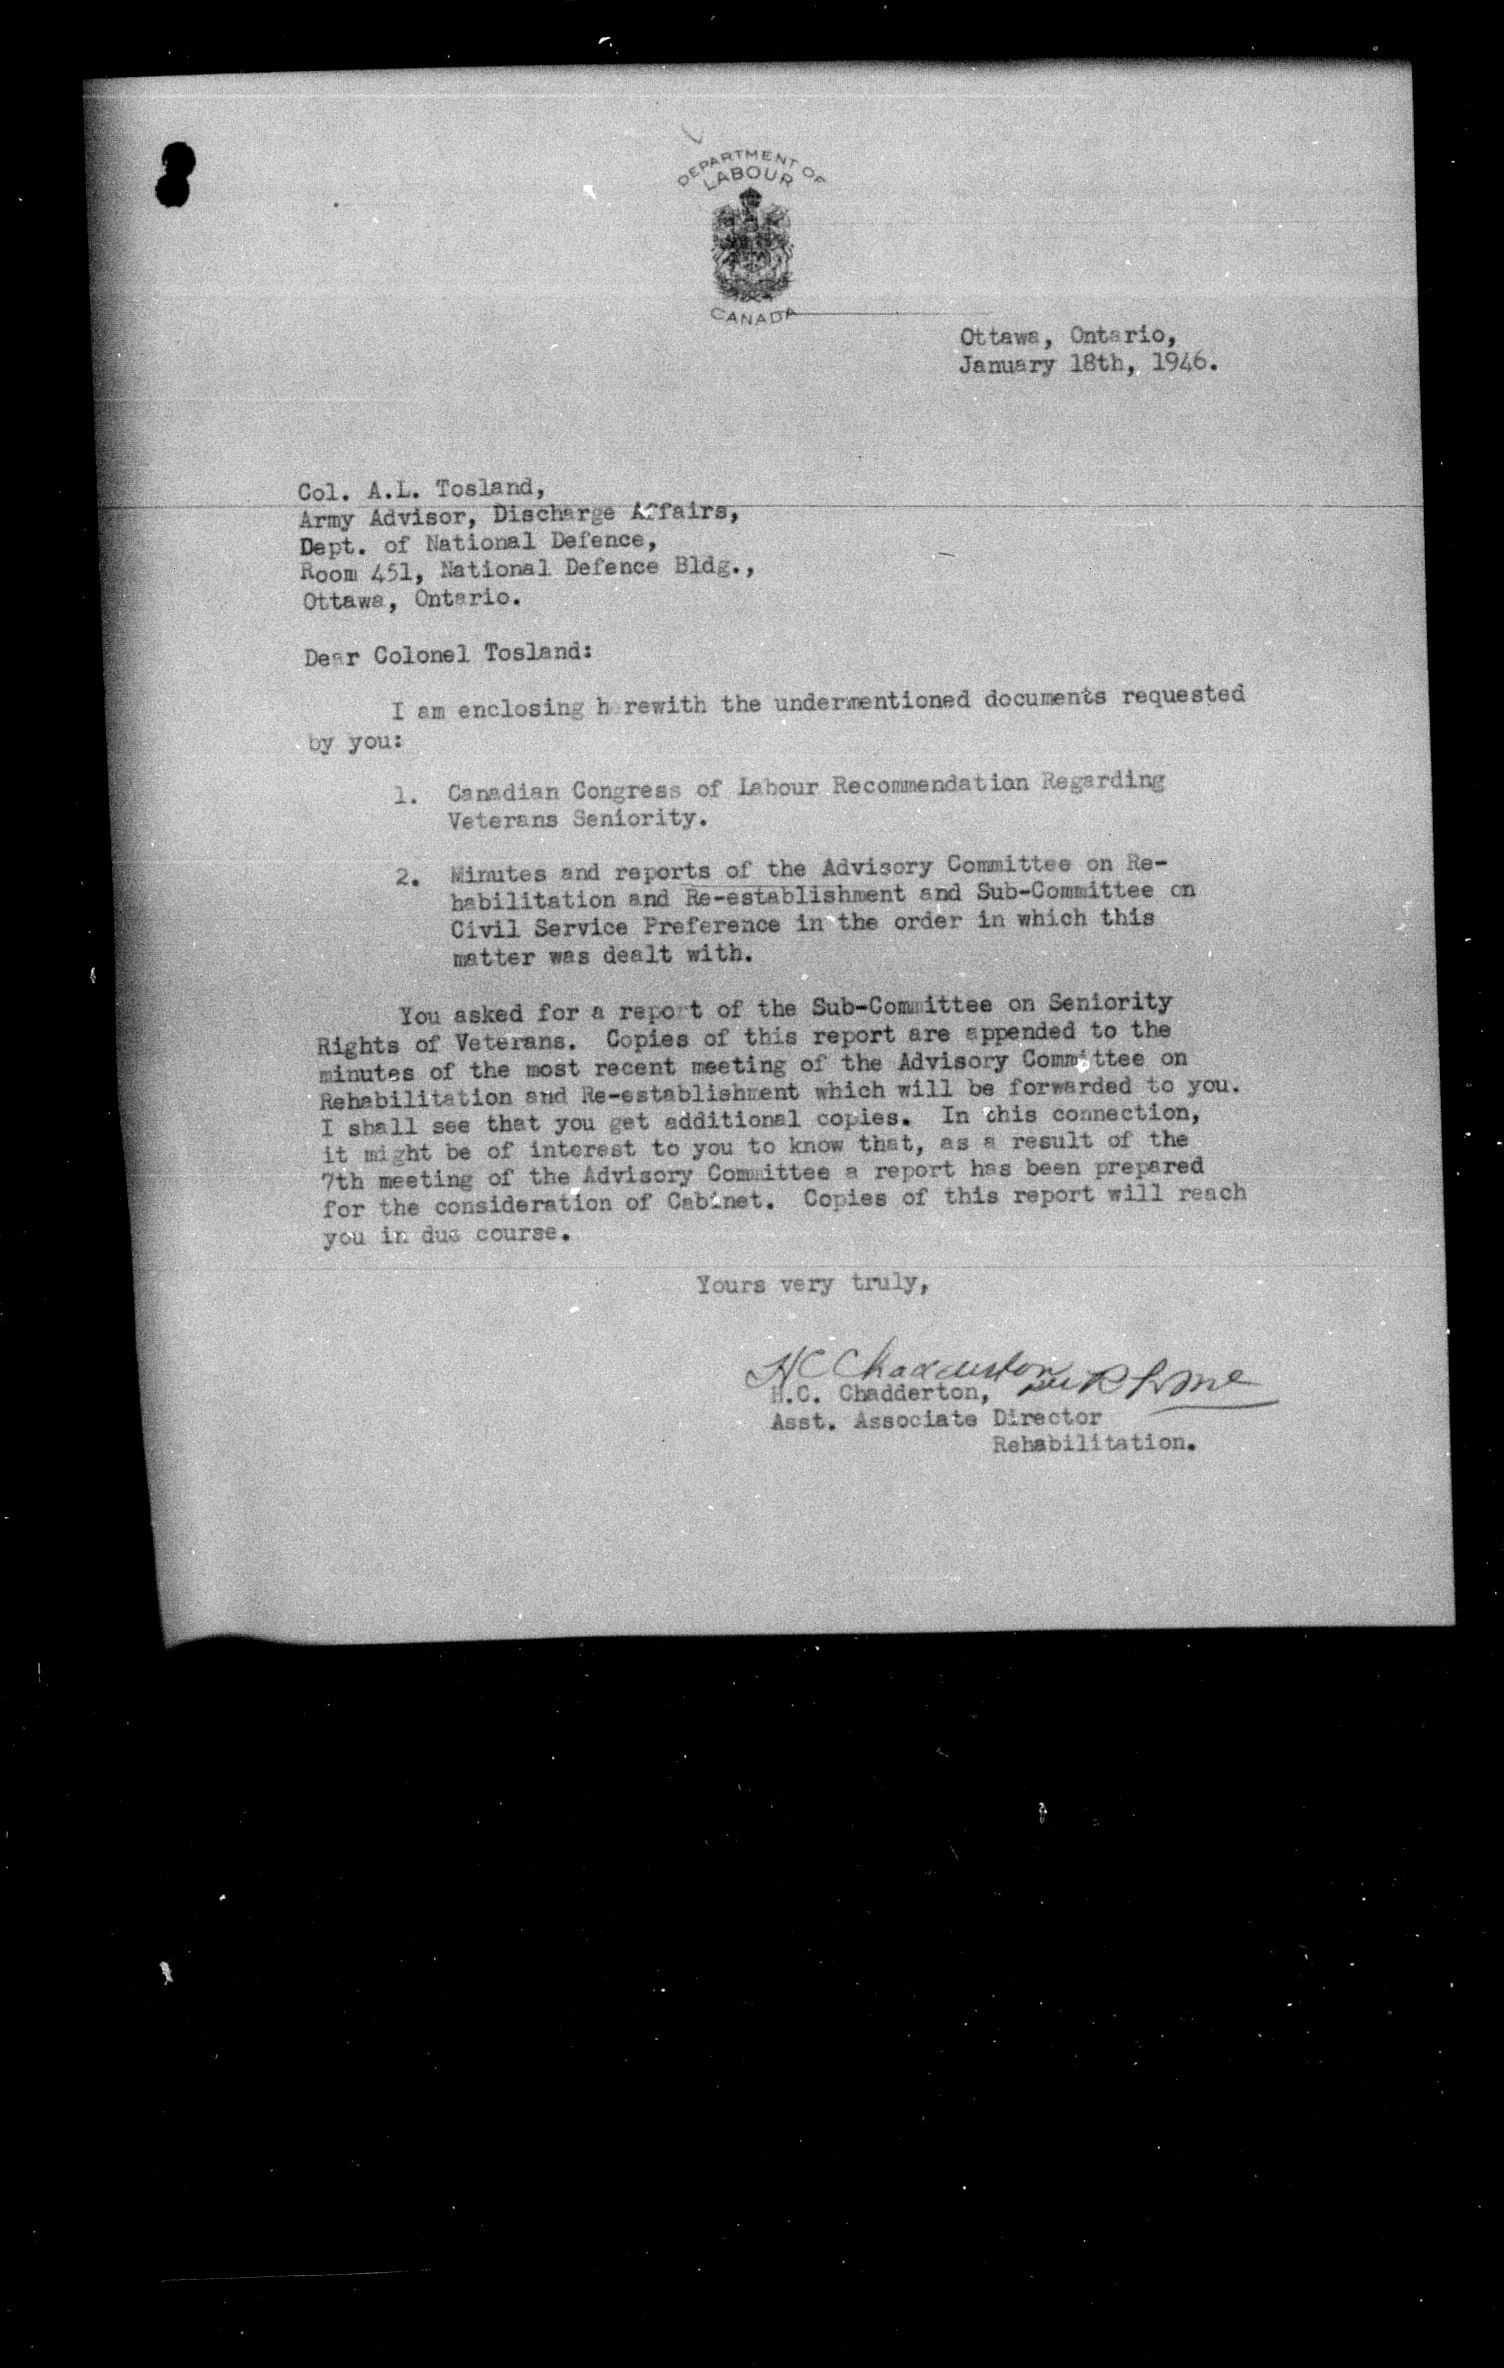 DEPARTMENT OF
LABOUR
CANADA
Ottawa, Ontario,
January 18th, 1946.
Col. A.L. Tosland,
Army Advisor, Discharge Affairs,
Dept. of National Defence,
Room 451, National Defence Bldg.,
Ottawa, Ontario.
Dear Colonel Tosland:
I am enclosing herewith the undermentioned documents requested
by you:
1. Canadian Congress of Labour Recommendation Regarding
Veterans Seniority.
2. Minutes and reports of the Advisory Committee on Re-
habilitation and Re-establishment and Sub-Committee on
Civil Service Preference in the order in which this
matter was dealt with.
You asked for a report of the Sub-Committee on Seniority
Rights of Veterans. Copies of this report are appended to the
minutes of the most recent meeting of the Advisory Committee on
Rehabilitation and Re-establishment which will be forwarded to you.
I shall see that you get additional copies. In this connection,
it might be of interest to you to know that, as a result of the
7th meeting of the Advisory Committee a report has been prepared
for the consideration of Cabinet. Copies of this report will reach
you in due course.
Yours very truly,
HC Chadderton
H.C. Chadderton,
Asst. Associate Director
Rehabilitation.